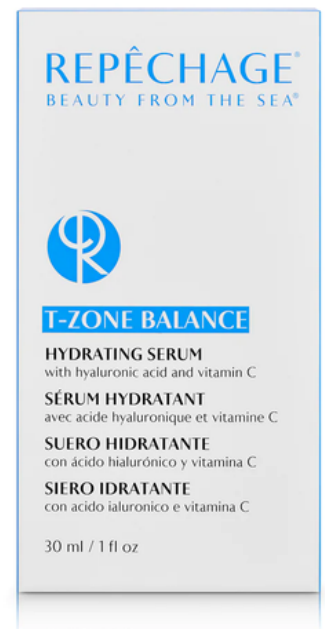 REPÊCHAGE®
BEAUTY FROM THE SEA®
T-ZONE BALANCE
HYDRATING SERUM
with hyaluronic acid and vitamin C
SÉRUM HYDRATANT
avec acide hyaluronique et vitamine C
SUERO HIDRATANTE
con ácido hialurónico y vitamina C
SIERO IDRATANTE
con acido ialuronico e vitamina C
30 ml / 1 fl oz